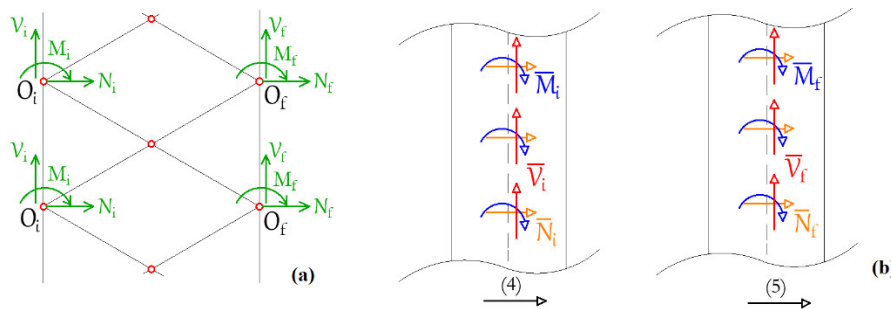 V_i V_f
M_i M_f
N_i N_f
O_i O_f
V_i V_f
M_i M_f
N_i N_f
O_i O_f
(a)
M̅_i
V̅_i
N̅_i
(4)
M̅_f
V̅_f
N̅_f
(5)
(b)